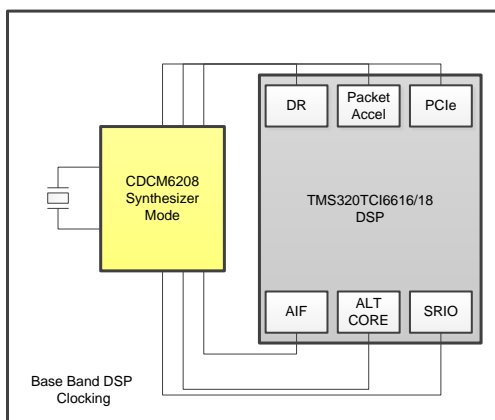 DR
Packet
Accel
PCIe
CDCM6208
Synthesizer
Mode
TMS320TCI6616/18
DSP
AIF
ALT
CORE
SRIO
Base Band DSP
Clocking